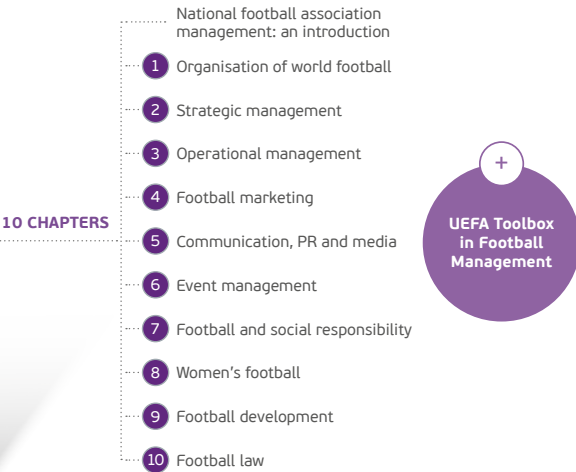 National football association
management: an introduction
1 Organisation of world football
2 Strategic management
3 Operational management
4 Football marketing
10 CHAPTERS
5 Communication, PR and media
6 Event management
7 Football and social responsibility
8 Women's football
9 Football development
10 Football law
+
UEFA Toolbox
in Football
Management